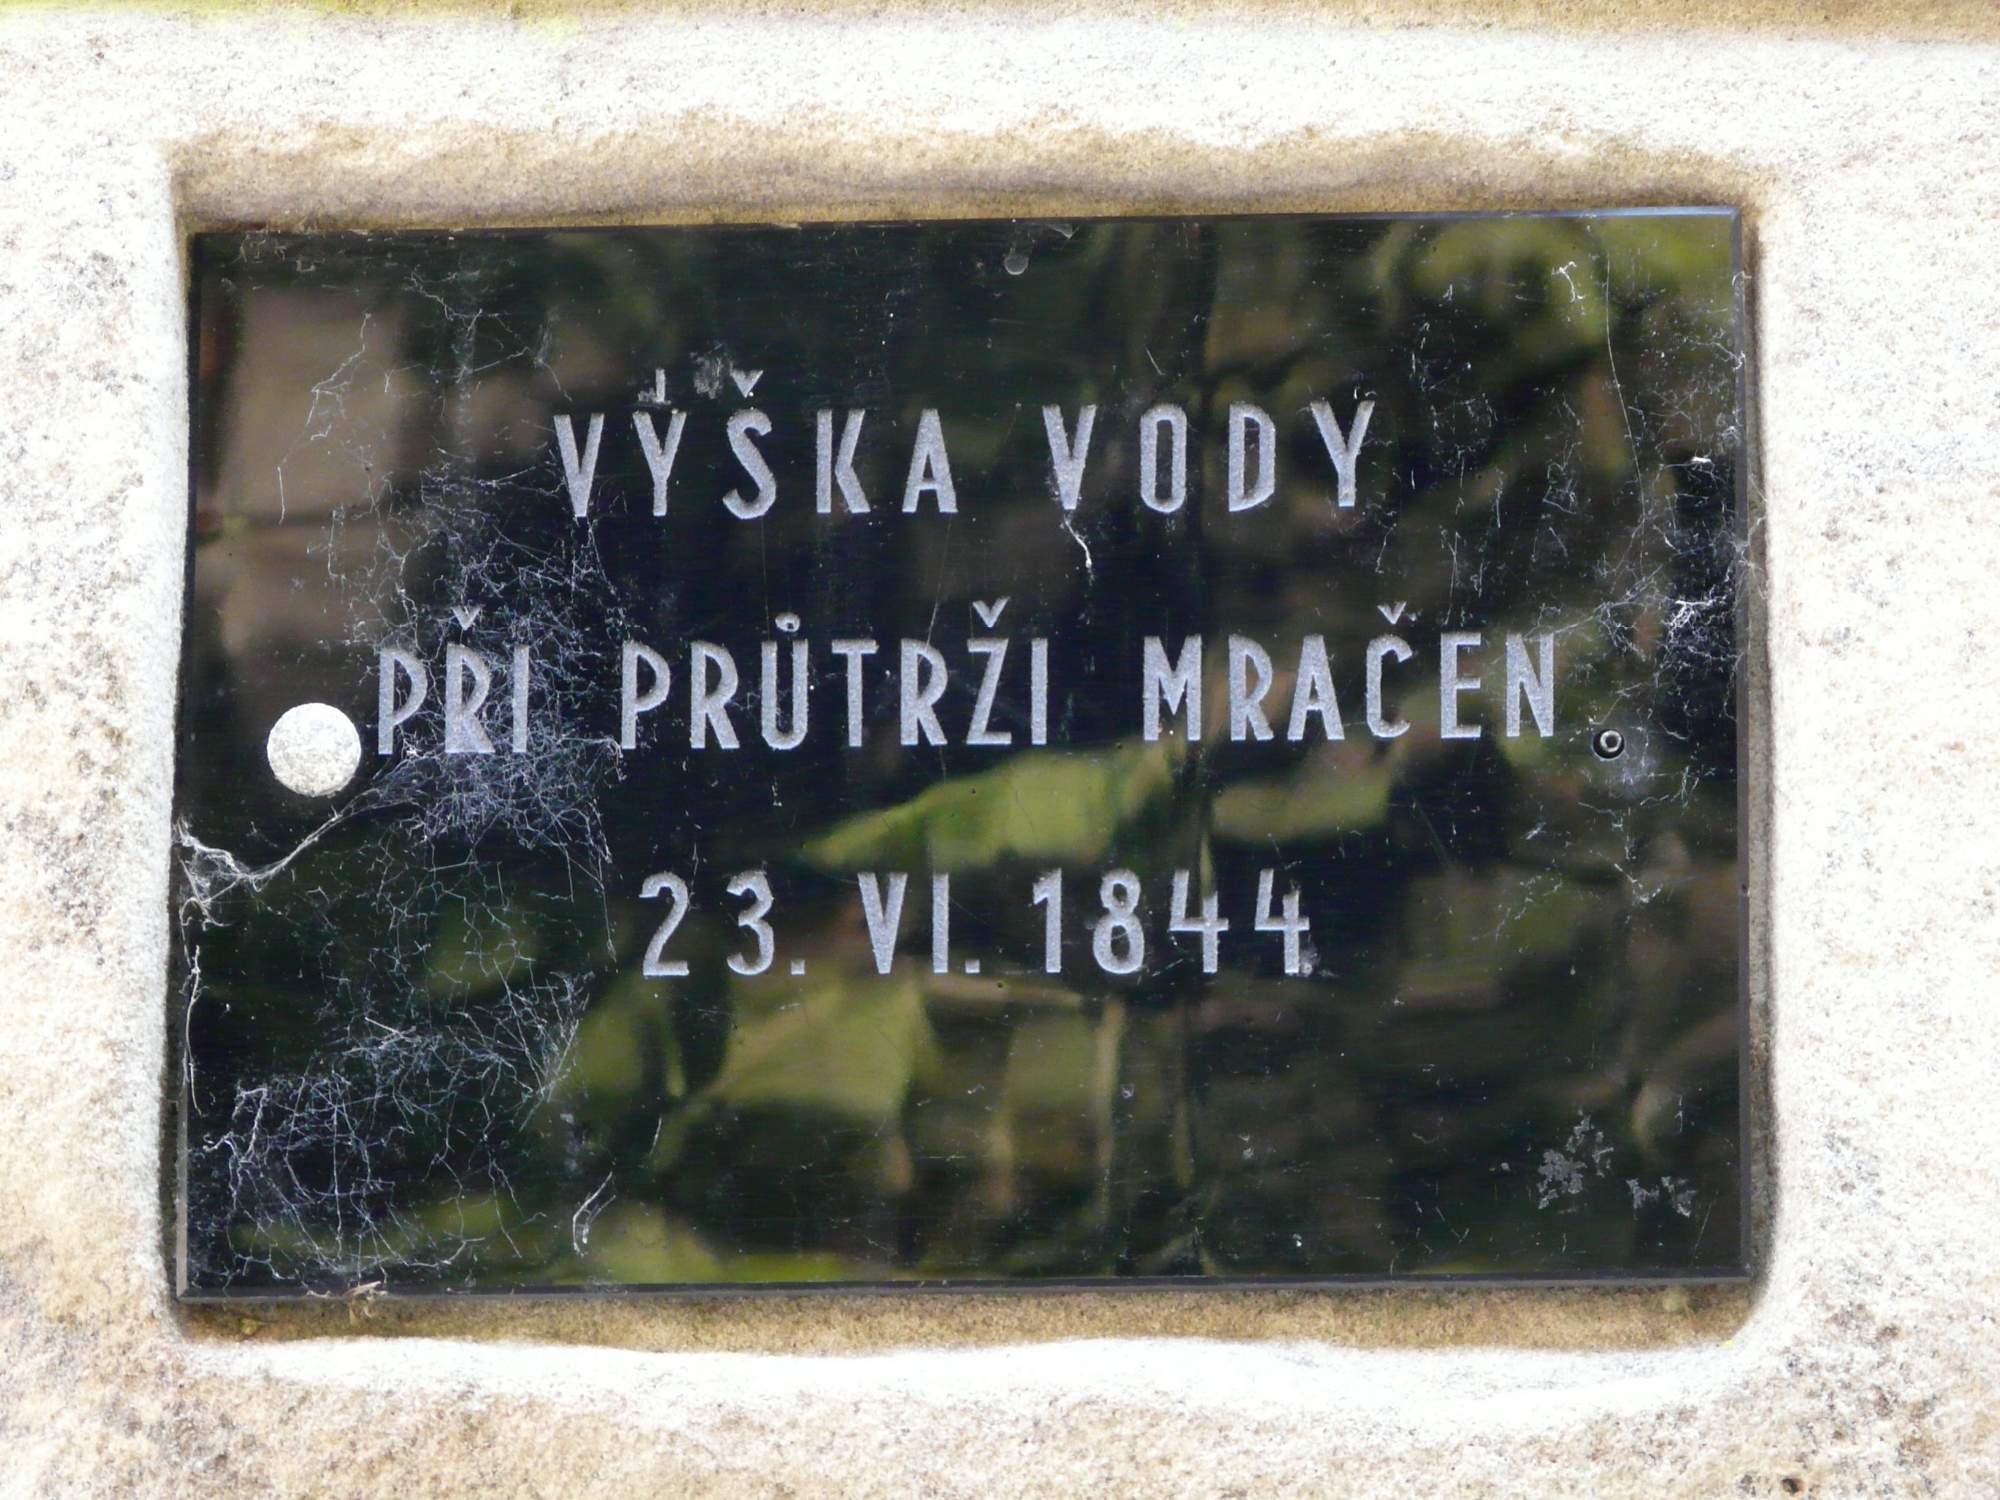 VÝŠKA VODY
PŘI PRŮTRŽI MRAČEN
23. VI. 1844